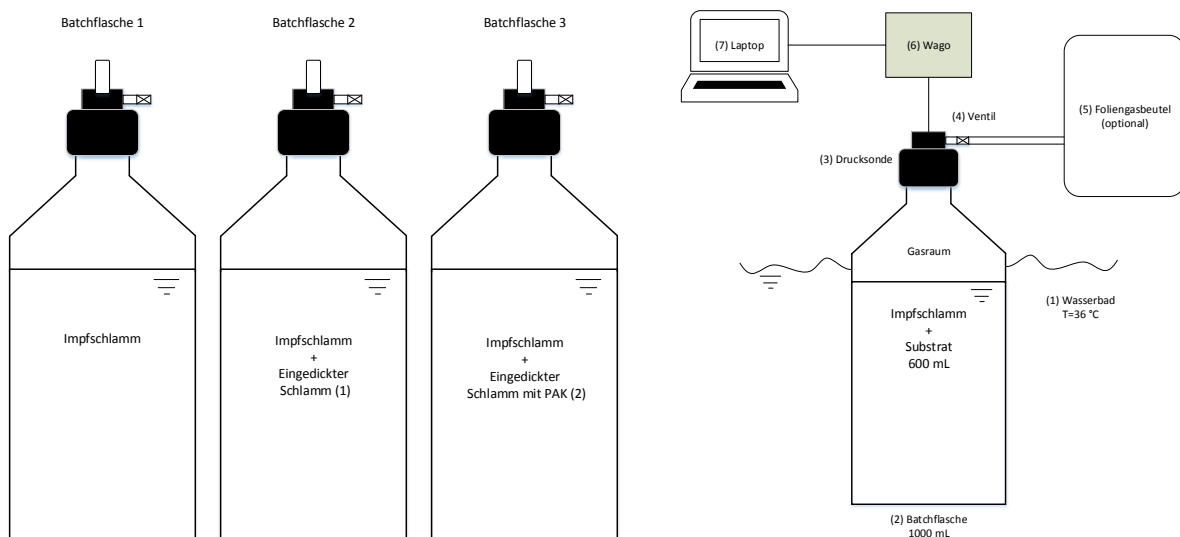 Batchflasche 1
Batchflasche 2
Batchflasche 3
Impfschlamm
Impfschlamm
+
Eingedickter
Schlamm (1)
Impfschlamm
+
Eingedickter
Schlamm mit PAK (2)
(7) Laptop
(6) Wago
(5) Foliengasbeutel
(optional)
(4) Ventil
(3) Drucksonde
Gasraum
(1) Wasserbad
T=36 °C
Impfschlamm
+
Substrat
600 mL
(2) Batchflasche
1000 mL